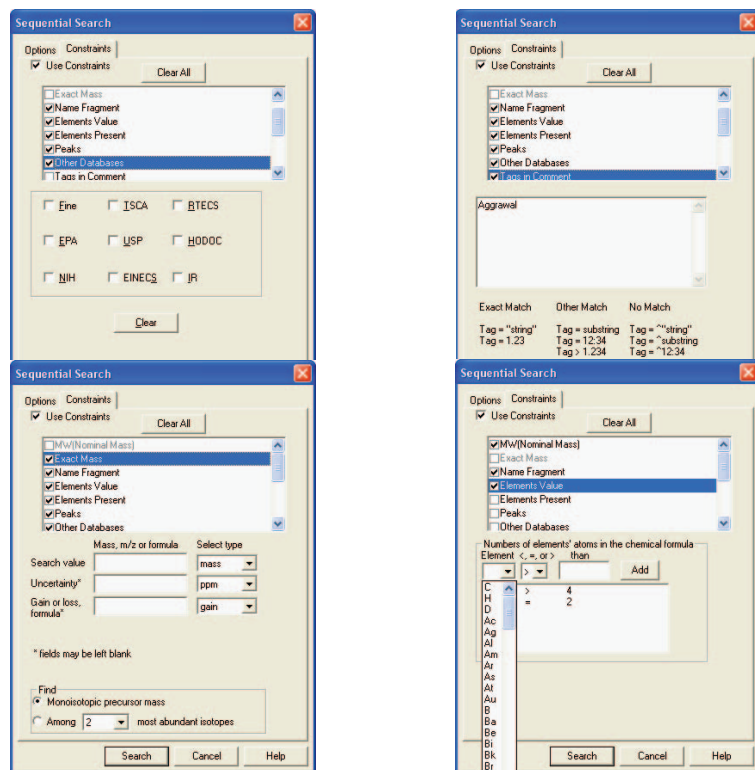 Sequential Search
Options Constraints
Use Constraints
Clear All
Exact Mass
Name Fragment
Elements Value
Elements Present
Peaks
Other Databases
Tags in Comment
Fine TSCA RTECS
EPA USP HODOC
NIH EINECS IR
Clear
Sequential Search
Options Constraints
Use Constraints
Clear All
Exact Mass
Name Fragment
Elements Value
Elements Present
Peaks
Other Databases
Tags in Comment
Aggrawal
Exact Match Other Match No Match
Tag = "string" Tag = substring Tag = ^"string"
Tag = 1.23 Tag = 12:34 Tag = ^substring
Tag > 1.234 Tag = ^12:34
Sequential Search
Options Constraints
Use Constraints
Clear All
MW(Nominal Mass)
Exact Mass
Name Fragment
Elements Value
Elements Present
Peaks
Other Databases
Mass, m/z or formula Select type
Search value mass
Uncertainty* ppm
Gain or loss, formula* gain
* fields may be left blank
Find
Monoisotopic precursor mass
Among 2 most abundant isotopes
Search Cancel Help
Sequential Search
Options Constraints
Use Constraints
Clear All
MW(Nominal Mass)
Exact Mass
Name Fragment
Elements Value
Elements Present
Peaks
Other Databases
Numbers of elements' atoms in the chemical formula
Element <, =, or > than
> Add
C
H
D
Ac
Ag
Al
Am
Ar
As
At
Au
B
Ba
Be
Bi
Bk
Br
> 4
= 2
Search Cancel Help